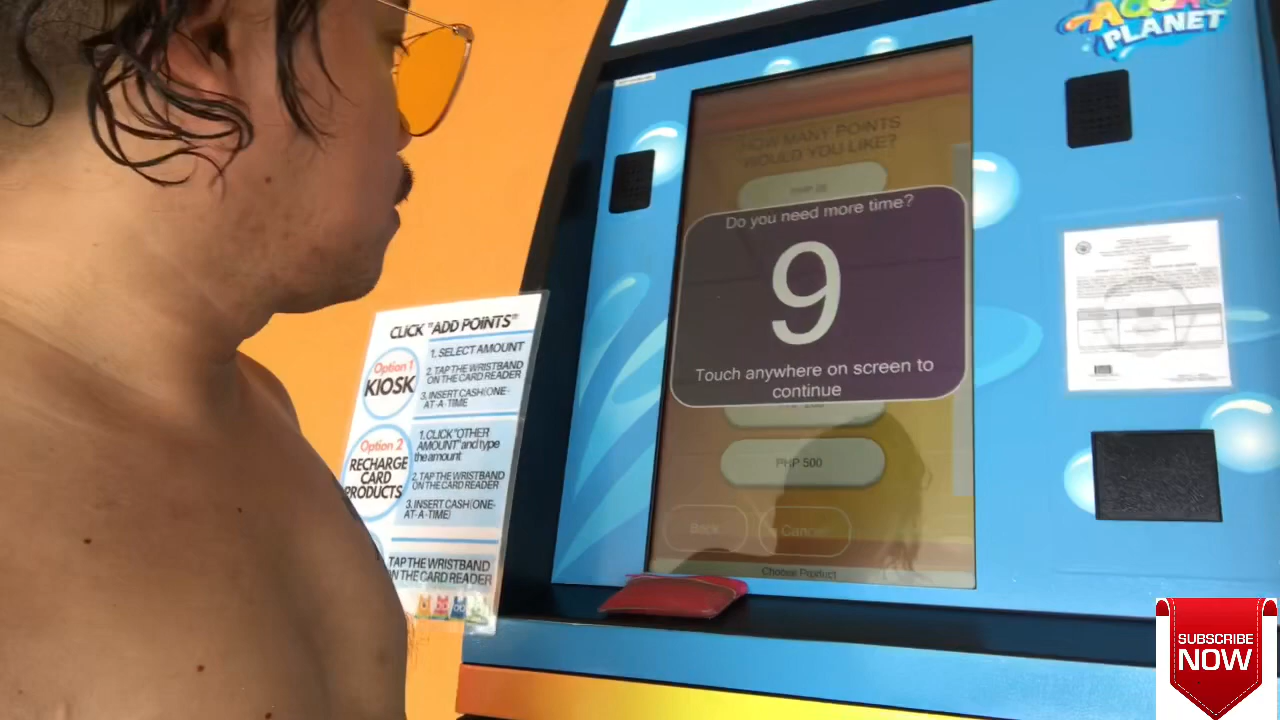 AQUA
PLANET
HOW MANY POINTS
WOULD YOU LIKE?
Do you need more time?
9
Touch anywhere on screen to
continue
PHP 500
Back
Cancel
Choose Product
CLICK "ADD POINTS"
Option 1
KIOSK
1. SELECT AMOUNT
2. TAP THE WRISTBAND
ON THE CARD READER
3. INSERT CASH(ONE-
AT-A-TIME)
Option 2
RECHARGE
CARD
PRODUCTS
1. CLICK "OTHER
AMOUNT" and type
the amount
2. TAP THE WRISTBAND
ON THE CARD READER
3. INSERT CASH(ONE-
AT-A-TIME)
TAP THE WRISTBAND
ON THE CARD READER
SUBSCRIBE
NOW